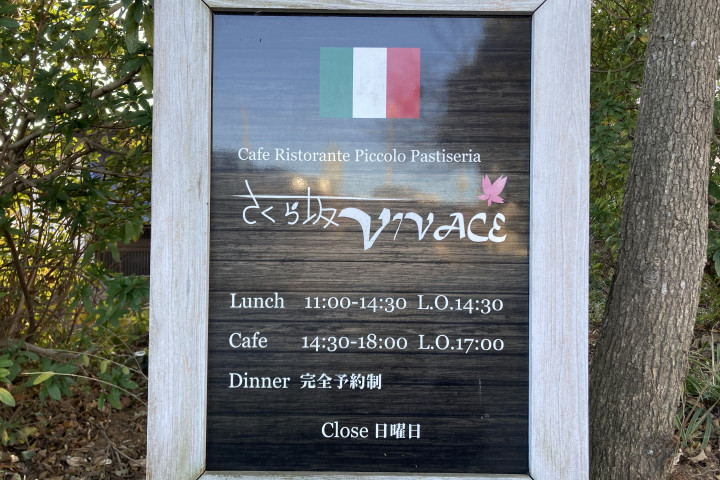 Cafe Ristorante Piccolo Pastiseria
さくら坂 VIVACE
Lunch 11:00-14:30 L.O.14:30
Cafe 14:30-18:00 L.O.17:00
Dinner 完全予約制
Close 日曜日